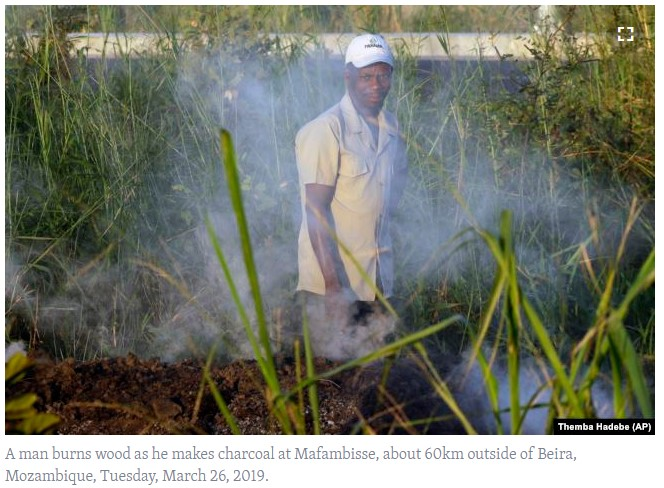 Themba Hadebe (AP)
A man burns wood as he makes charcoal at Mafambisse, about 60km outside of Beira,
Mozambique, Tuesday, March 26, 2019.